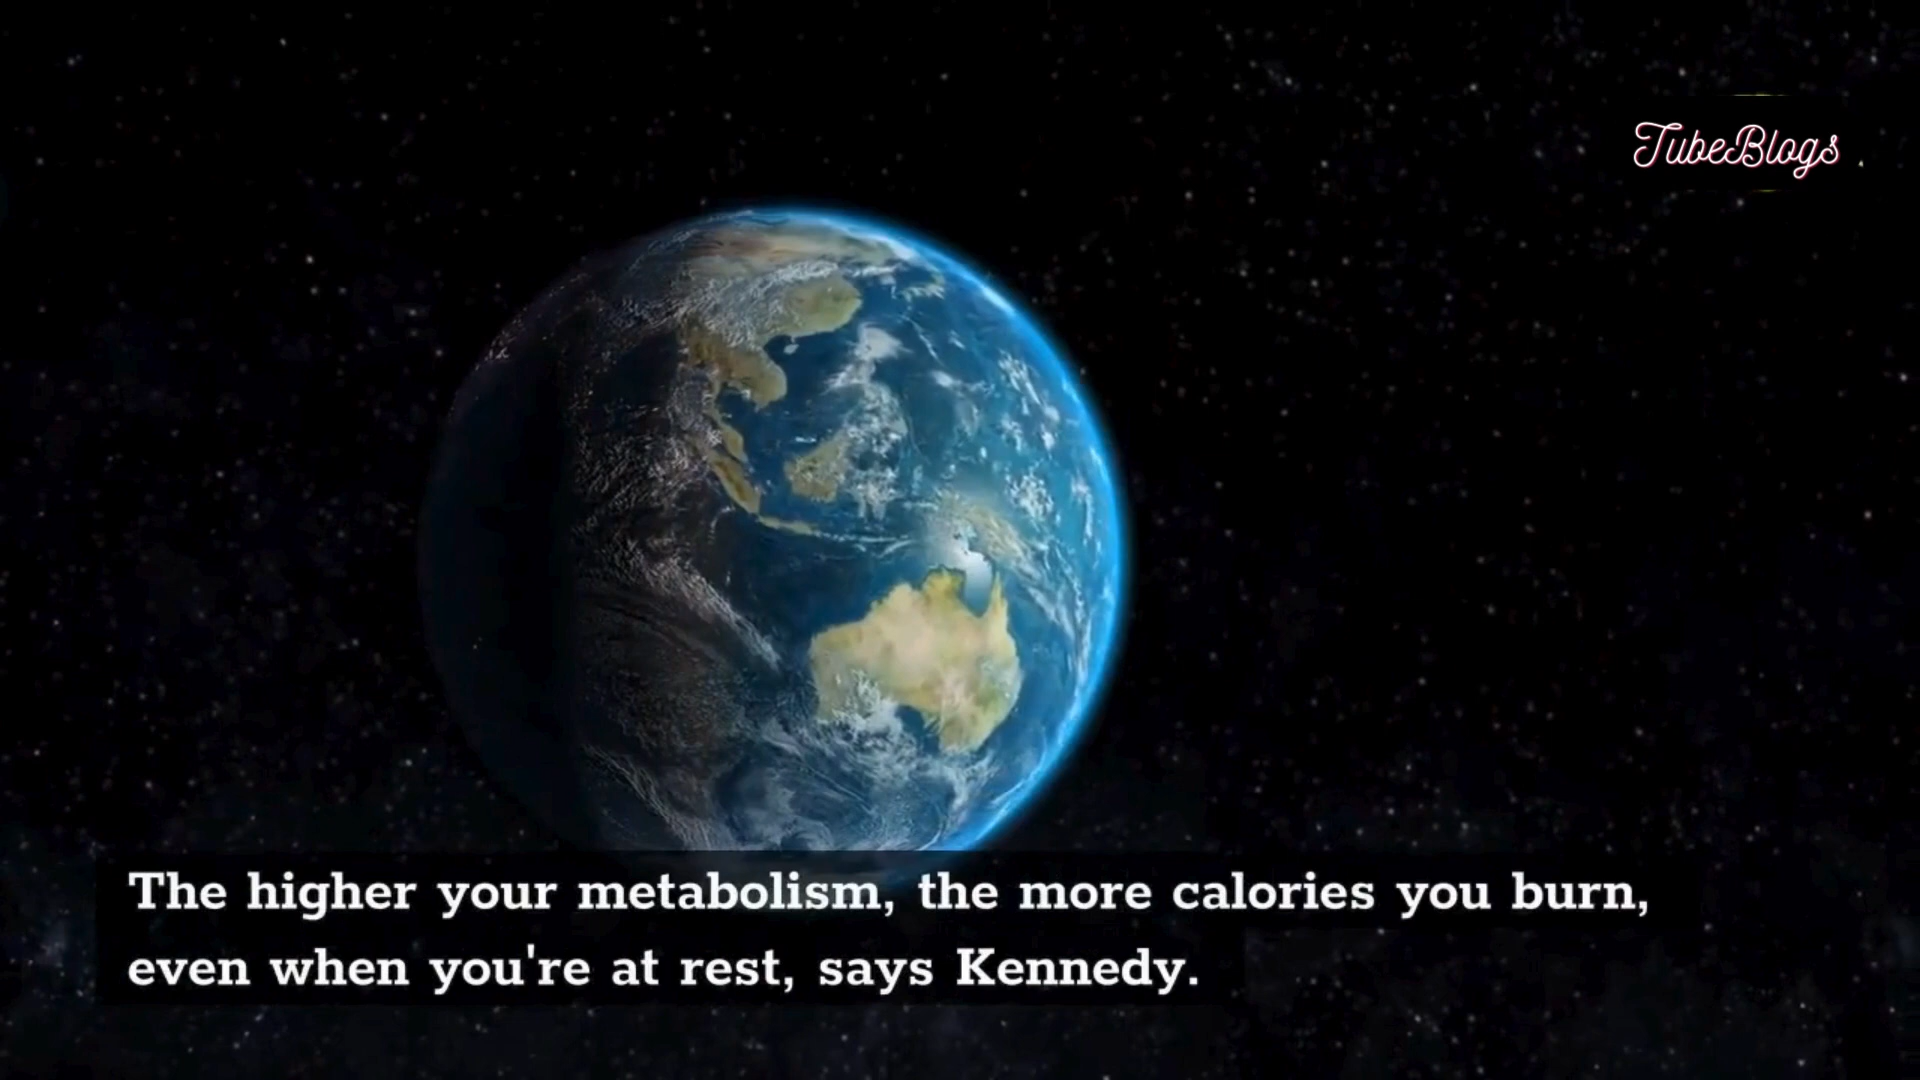 TubeBlogs
The higher your metabolism, the more calories you burn,
even when you're at rest, says Kennedy.